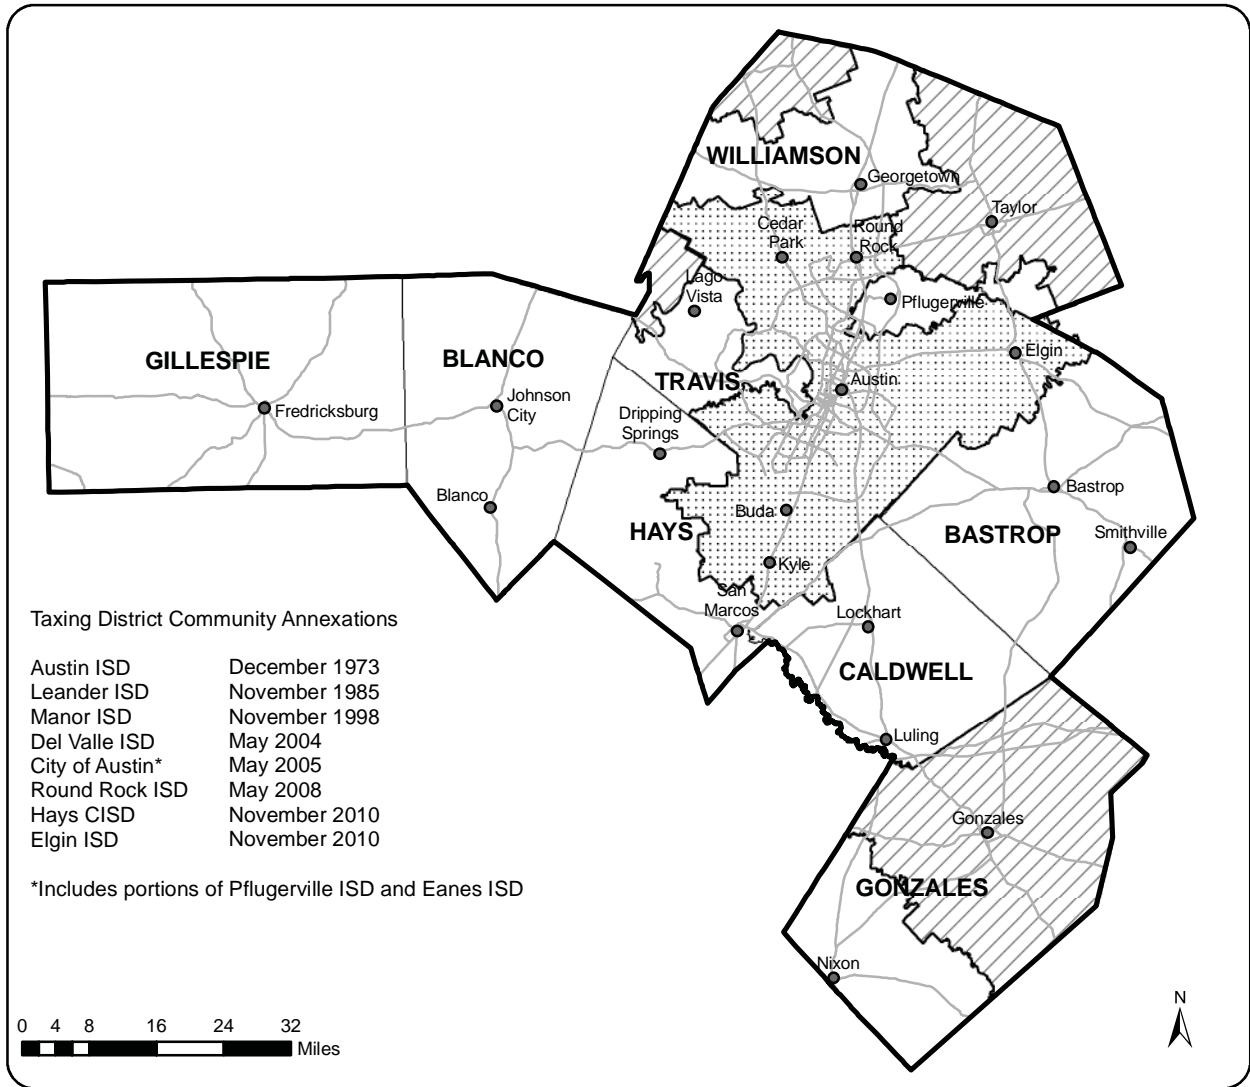 WILLIAMSON
Georgetown
Taylor
Cedar
Park
Round
Rock
Lago
Vista
Pflugerville
GILLESPIE
BLANCO
TRAVIS
Elgin
Austin
Fredricksburg
Johnson
City
Dripping
Springs
Blanco
Buda
Bastrop
HAYS
BASTROP
Smithville
Kyle
San
Marcos
Lockhart
CALDWELL
Luling
Gonzales
GONZALES
Nixon
Taxing District Community Annexations
Austin ISD December 1973
Leander ISD November 1985
Manor ISD November 1998
Del Valle ISD May 2004
City of Austin* May 2005
Round Rock ISD May 2008
Hays CISD November 2010
Elgin ISD November 2010
*Includes portions of Pflugerville ISD and Eanes ISD
0 4 8 16 24 32
Miles
N